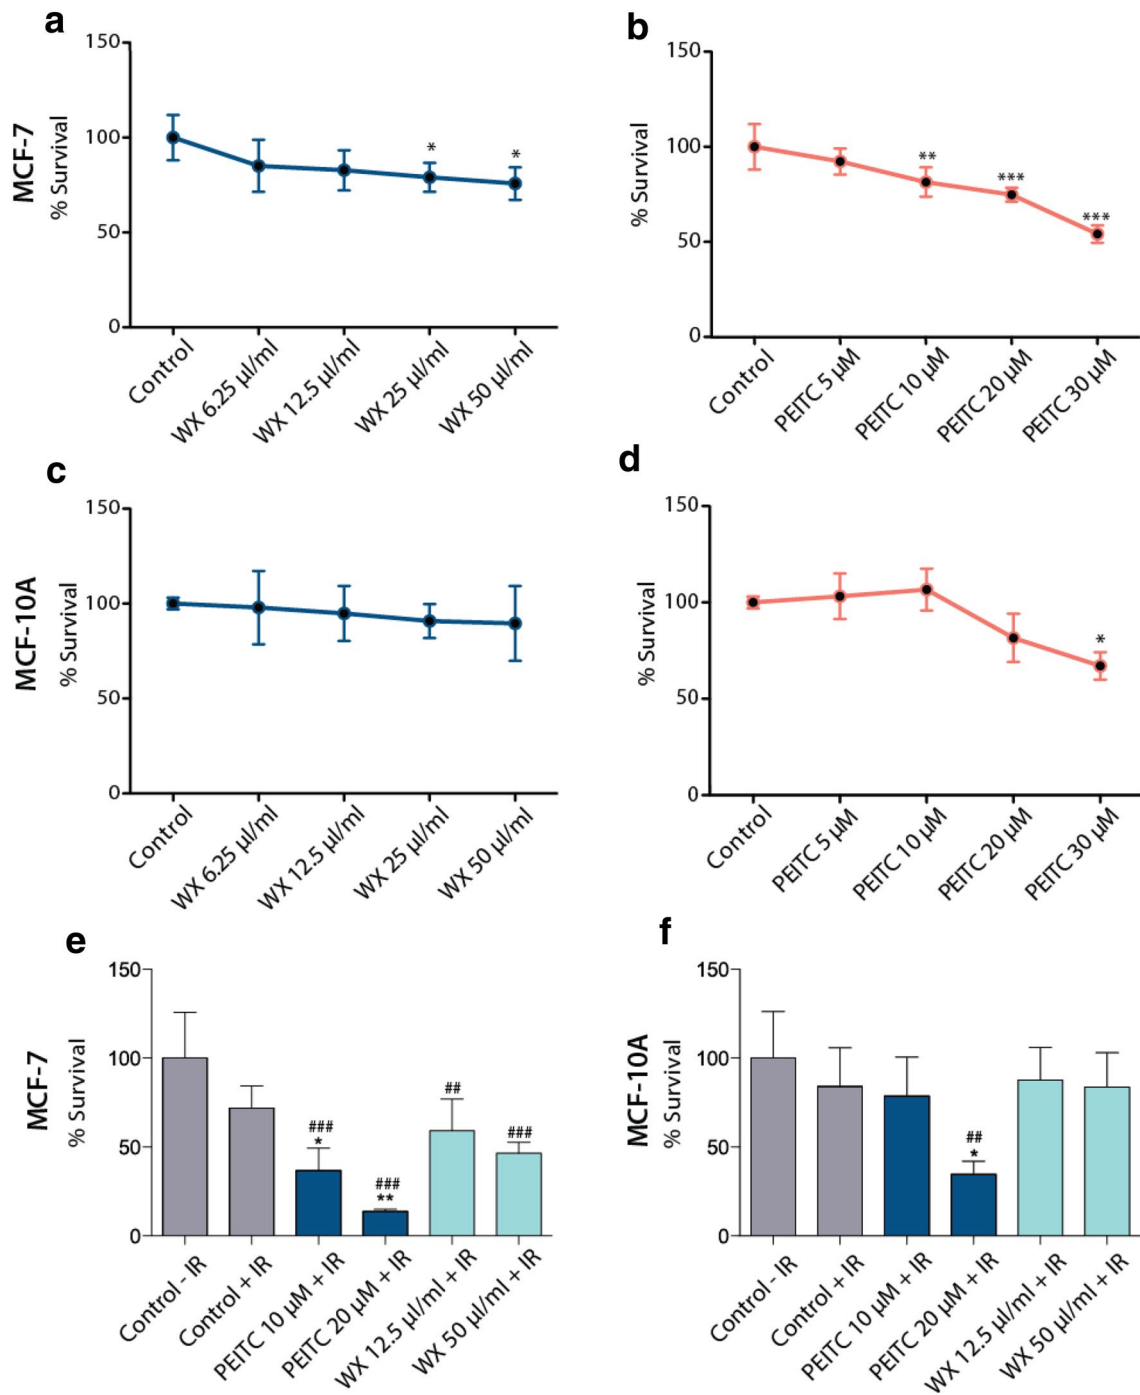 a
MCF-7
% Survival
150
100
50
0
*
*
Control
WX 6.25 µl/ml
WX 12.5 µl/ml
WX 25 µl/ml
WX 50 µl/ml
b
% Survival
150
100
50
0
**
***
***
Control
PEITC 5 µM
PEITC 10 µM
PEITC 20 µM
PEITC 30 µM
c
MCF-10A
% Survival
150
100
50
0
Control
WX 6.25 µl/ml
WX 12.5 µl/ml
WX 25 µl/ml
WX 50 µl/ml
d
% Survival
150
100
50
0
*
Control
PEITC 5 µM
PEITC 10 µM
PEITC 20 µM
PEITC 30 µM
e
MCF-7
% Survival
150
100
50
0
###
*
###
**
##
###
Control - IR
Control + IR
PEITC 10 µM + IR
PEITC 20 µM + IR
WX 12.5 µl/ml + IR
WX 50 µl/ml + IR
f
MCF-10A
% Survival
150
100
50
0
##
*
Control - IR
Control + IR
PEITC 10 µM + IR
PEITC 20 µM + IR
WX 12.5 µl/ml + IR
WX 50 µl/ml + IR